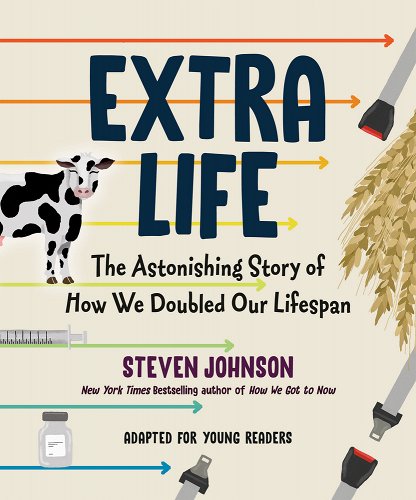 EXTRA
LIFE
The Astonishing Story of
How We Doubled Our Lifespan
STEVEN JOHNSON
New York Times Bestselling author of How We Got to Now
ADAPTED FOR YOUNG READERS